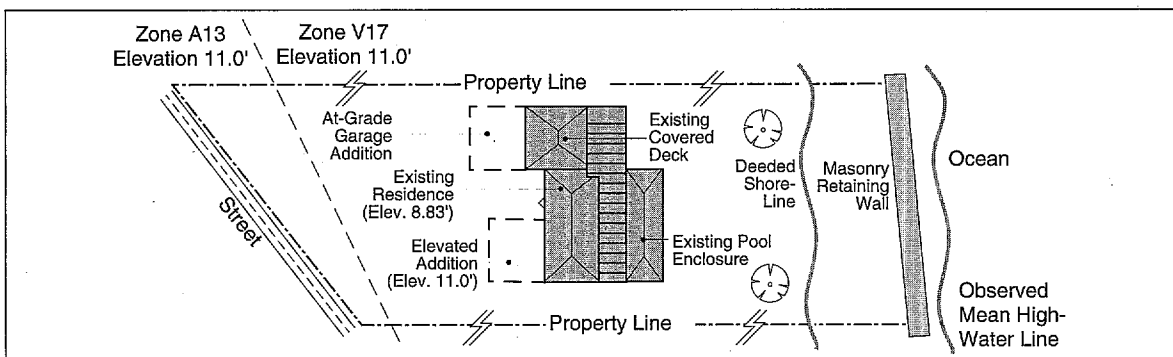 Zone A13
Elevation 11.0'
Zone V17
Elevation 11.0'
Property Line
At-Grade
Garage
Addition
Existing
Covered
Deck
Existing
Residence
(Elev. 8.83')
Elevated
Addition
(Elev. 11.0')
Existing Pool
Enclosure
Street
Deeded
Shore-
Line
Masonry
Retaining
Wall
Ocean
Observed
Mean High-
Water Line
Property Line